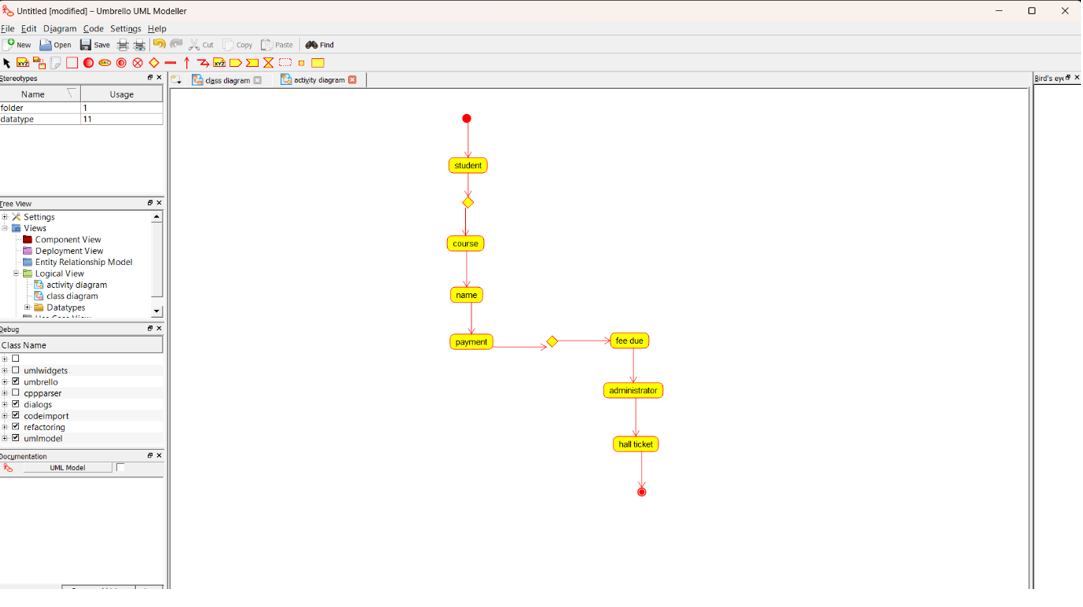 Untitled [modified] – Umbrello UML Modeller
File Edit Diagram Code Settings Help
New Open Save Cut Copy Paste Find
Stereotypes
class diagram activity diagram
Bird's eye
Name Usage
folder 1
datatype 11
student
course
name
payment
fee due
administrator
hall ticket
Tree View
Settings
Views
Component View
Deployment View
Entity Relationship Model
Logical View
activity diagram
class diagram
Datatypes
Debug
Class Name
umlwidgets
umbrello
cppparser
dialogs
codeimport
refactoring
umlmodel
Documentation
UML Model